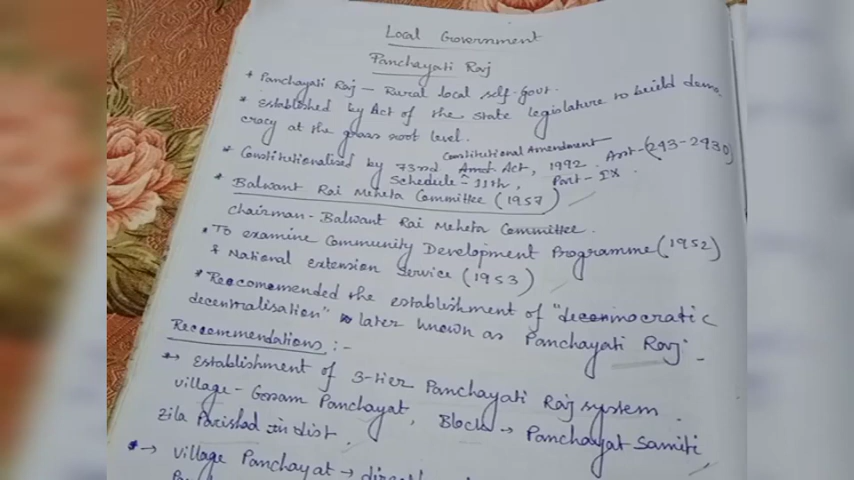 Local Government
Panchayati Raj
* Panchayati Raj - Rural local self-govt.
* Established by Act of the state legislature to build demo
cracy at the grass root level.
* Constitutionalised by 73rd Constitutional Amendment Act, 1992. Art-(243-243O)
Schedule - 11th, Part - IX
* Balwant Rai Mehta Committee (1957)
Chairman - Balwant Rai Mehta Committee.
* To examine Community Development Programme (1952)
* National extension Service (1953)
* Recommended the establishment of "decenmocratic
decentralisation" later known as Panchayati Raj.
Recommendations :-
*→ Establishment of 3-tier Panchayati Raj system.
Village - Gram Panchayat, Block → Panchayat Samiti
Zila Parishad in dist,
*→ Village Panchayat →